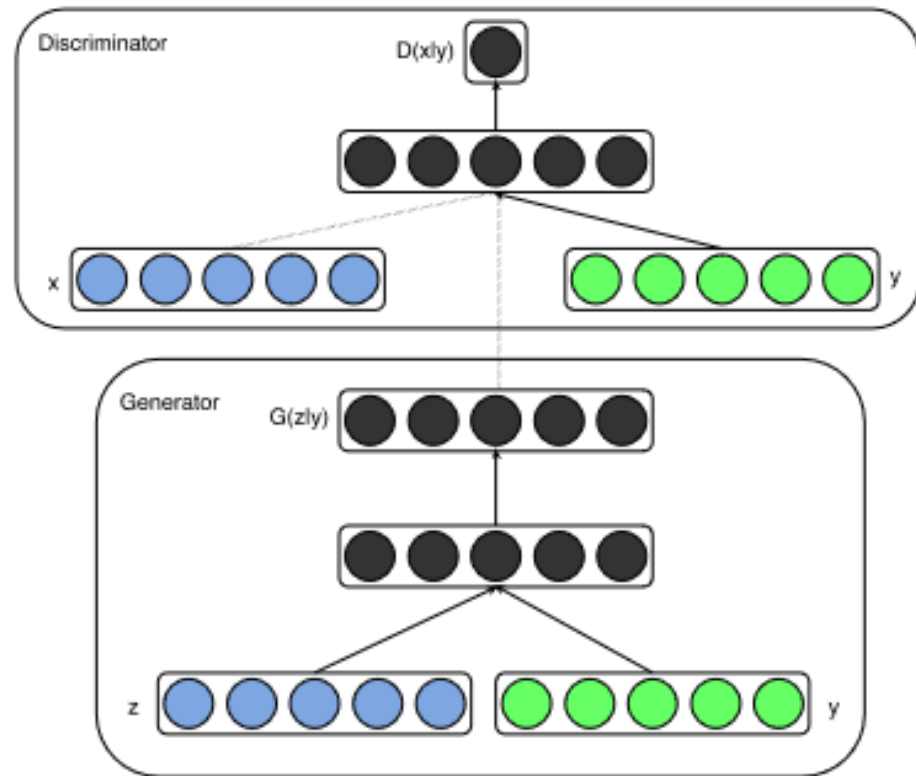 Discriminator
D(x|y)
x
y
Generator
G(z|y)
z
y